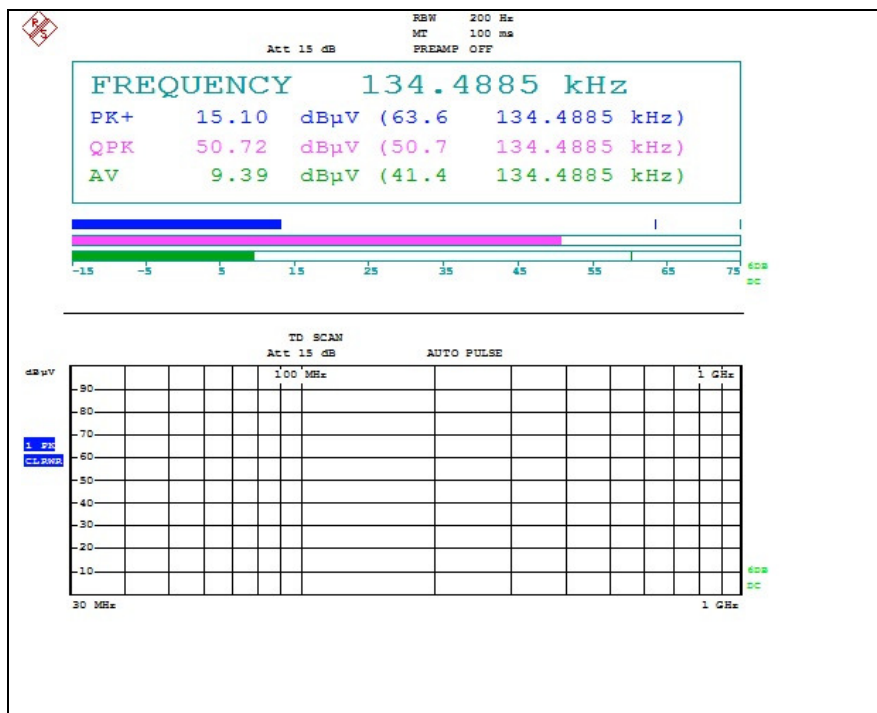 RBW 200 Hz
MT 100 ms
Att 15 dB PREAMP OFF
FREQUENCY 134.4885 kHz
PK+ 15.10 dBµV (63.6 134.4885 kHz)
QPK 50.72 dBµV (50.7 134.4885 kHz)
AV 9.39 dBµV (41.4 134.4885 kHz)
-15 -5 5 15 25 35 45 55 65 75
6DB
DC
TD SCAN
Att 15 dB AUTO PULSE
dBµV 100 MHz 1 GHz
90
80
70
1 PK
CLRWR
60
50
40
30
20
10
6DB
DC
30 MHz 1 GHz